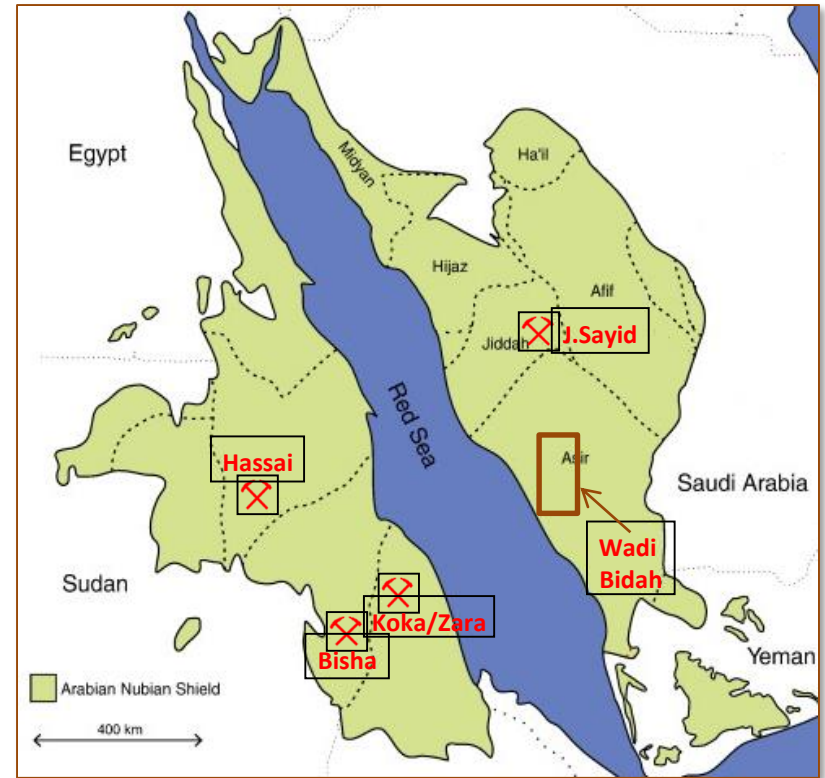 Egypt
Midyan
Ha'il
Hijaz
Afif
Jiddah
J.Sayid
Red Sea
Hassai
Asir
Saudi Arabia
Wadi
Bidah
Sudan
Koka/Zara
Bisha
Yemen
Arabian Nubian Shield
400 km